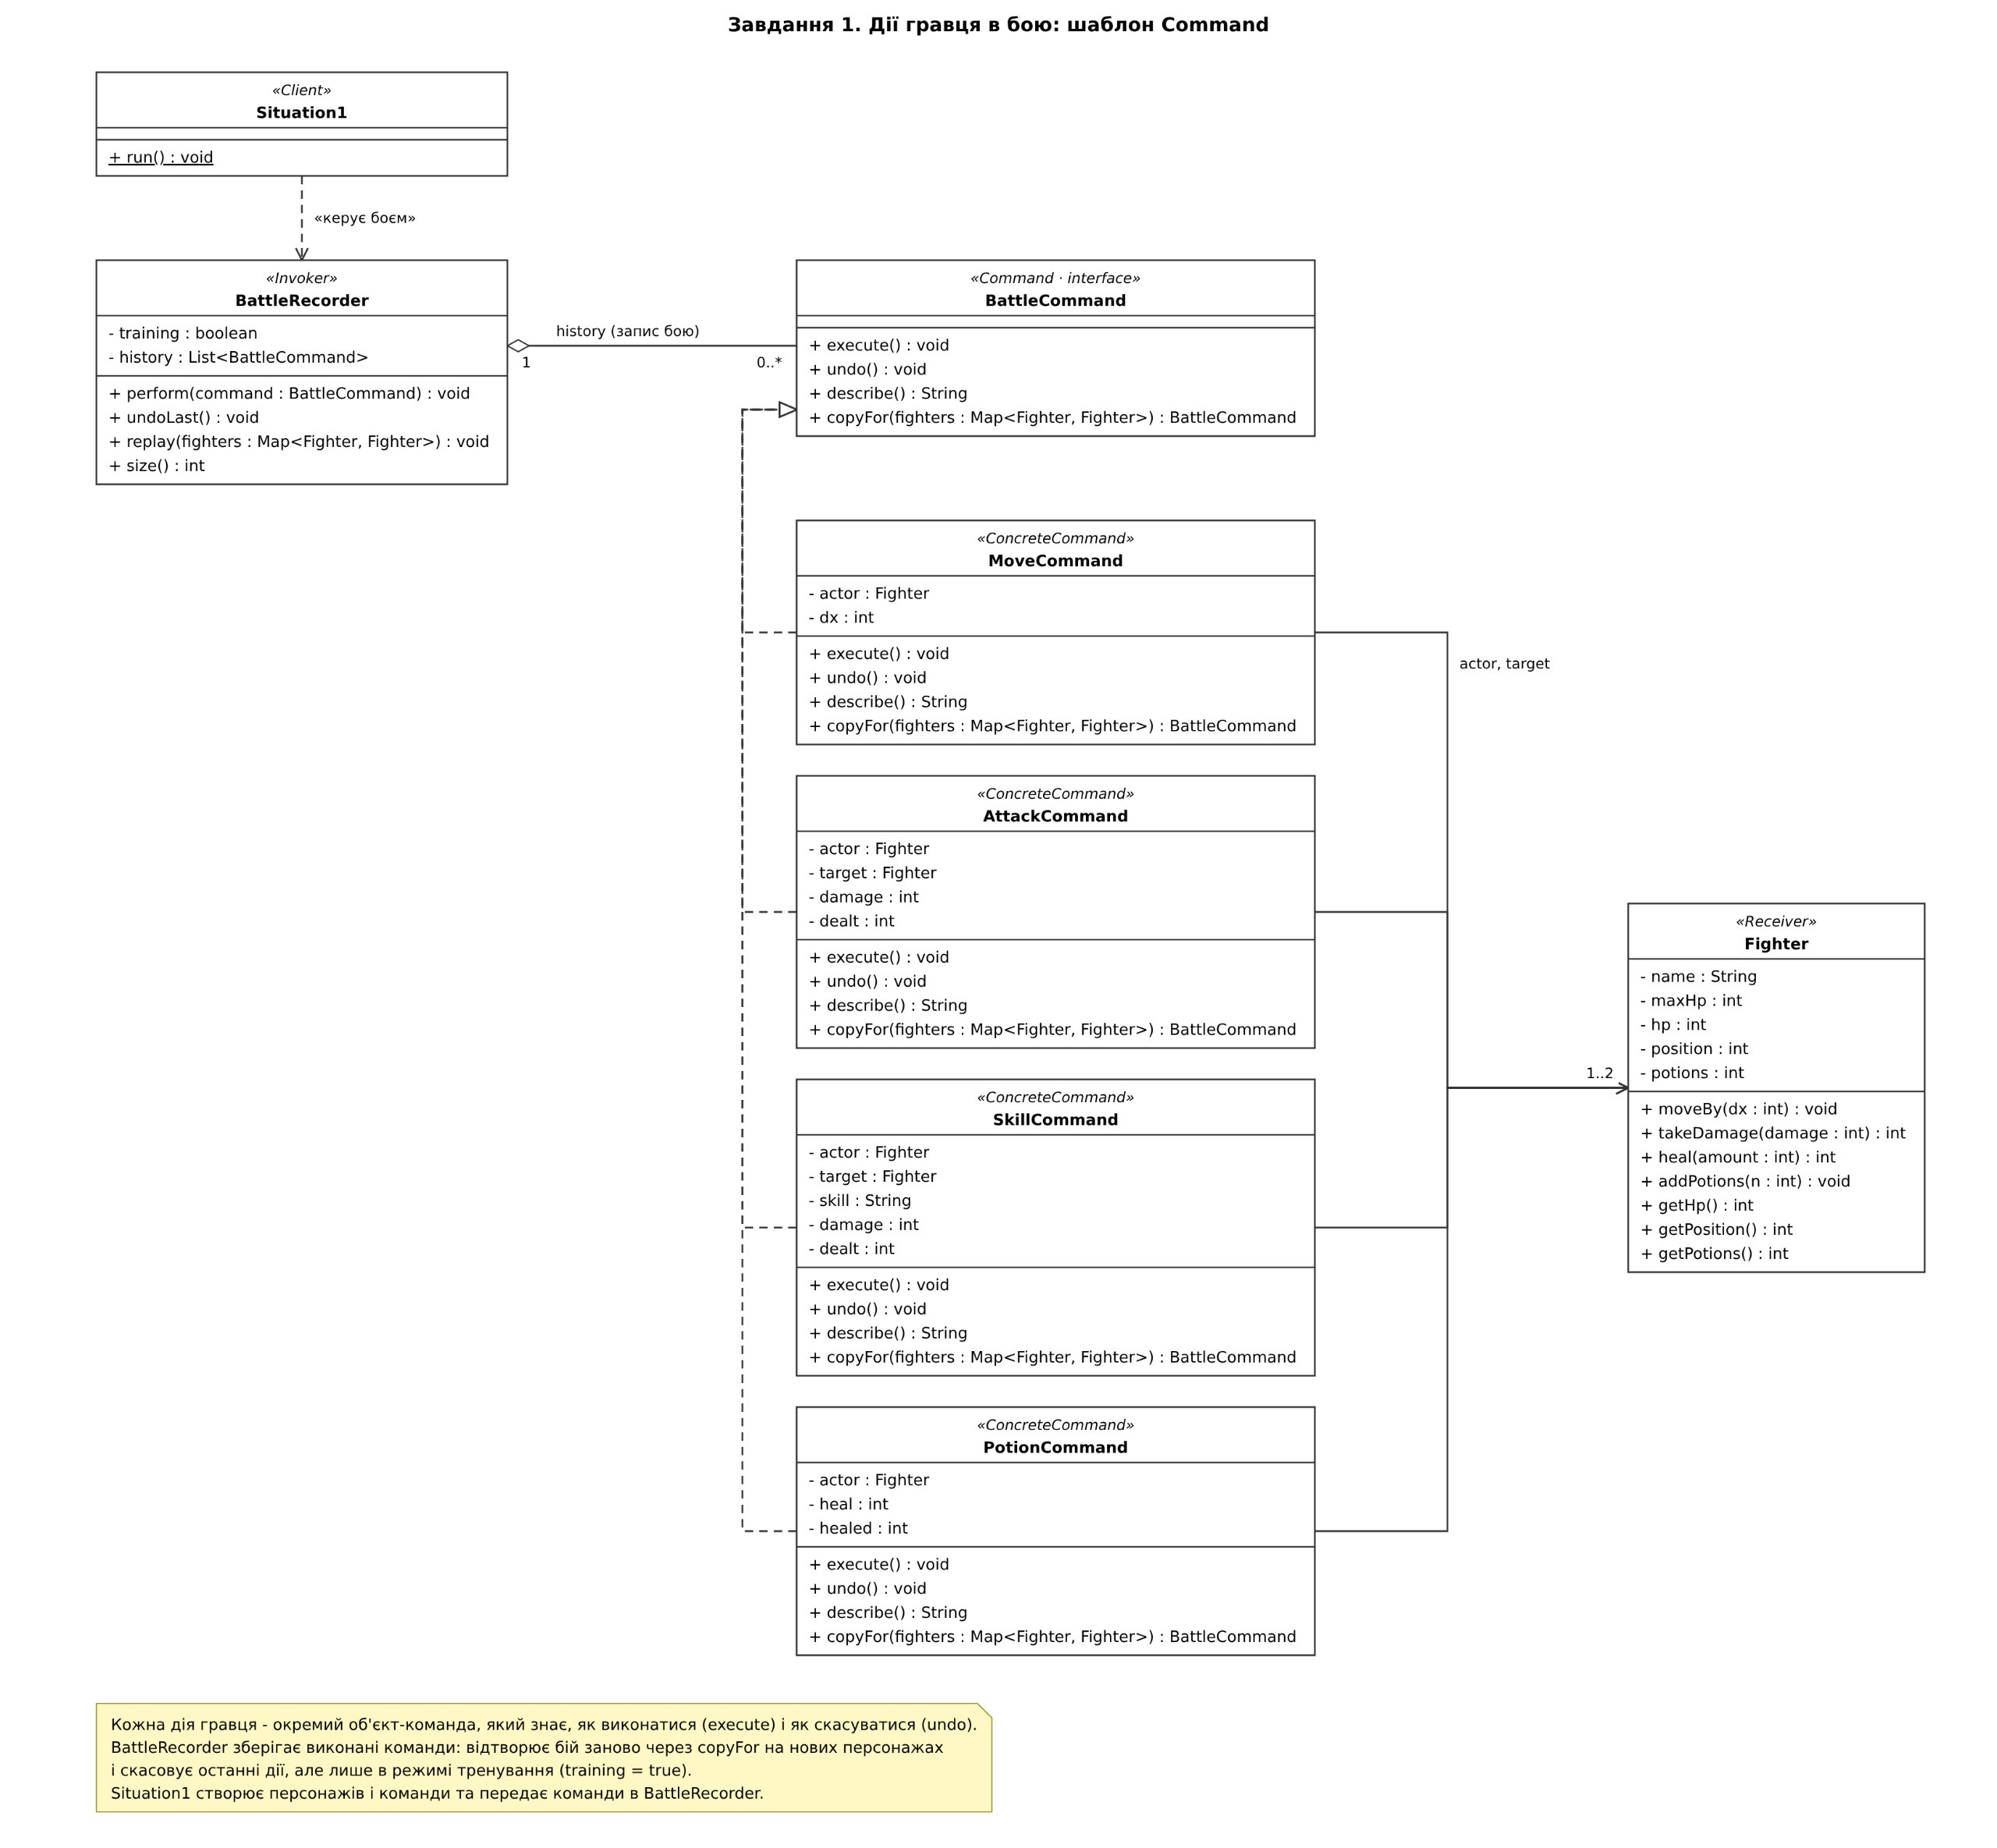 Завдання 1. Дії гравця в бою: шаблон Command
«Client»
Situation1
+ run() : void
«керує боєм»
«Invoker»
BattleRecorder
- training : boolean
- history : List<BattleCommand>
+ perform(command : BattleCommand) : void
+ undoLast() : void
+ replay(fighters : Map<Fighter, Fighter>) : void
+ size() : int
history (запис бою)
1
0..*
«Command · interface»
BattleCommand
+ execute() : void
+ undo() : void
+ describe() : String
+ copyFor(fighters : Map<Fighter, Fighter>) : BattleCommand
«ConcreteCommand»
MoveCommand
- actor : Fighter
- dx : int
+ execute() : void
+ undo() : void
+ describe() : String
+ copyFor(fighters : Map<Fighter, Fighter>) : BattleCommand
actor, target
«ConcreteCommand»
AttackCommand
- actor : Fighter
- target : Fighter
- damage : int
- dealt : int
+ execute() : void
+ undo() : void
+ describe() : String
+ copyFor(fighters : Map<Fighter, Fighter>) : BattleCommand
«ConcreteCommand»
SkillCommand
- actor : Fighter
- target : Fighter
- skill : String
- damage : int
- dealt : int
+ execute() : void
+ undo() : void
+ describe() : String
+ copyFor(fighters : Map<Fighter, Fighter>) : BattleCommand
«ConcreteCommand»
PotionCommand
- actor : Fighter
- heal : int
- healed : int
+ execute() : void
+ undo() : void
+ describe() : String
+ copyFor(fighters : Map<Fighter, Fighter>) : BattleCommand
1..2
«Receiver»
Fighter
- name : String
- maxHp : int
- hp : int
- position : int
- potions : int
+ moveBy(dx : int) : void
+ takeDamage(damage : int) : int
+ heal(amount : int) : int
+ addPotions(n : int) : void
+ getHp() : int
+ getPosition() : int
+ getPotions() : int
Кожна дія гравця - окремий об'єкт-команда, який знає, як виконатися (execute) і як скасуватися (undo).
BattleRecorder зберігає виконані команди: відтворює бій заново через copyFor на нових персонажах
і скасовує останні дії, але лише в режимі тренування (training = true).
Situation1 створює персонажів і команди та передає команди в BattleRecorder.